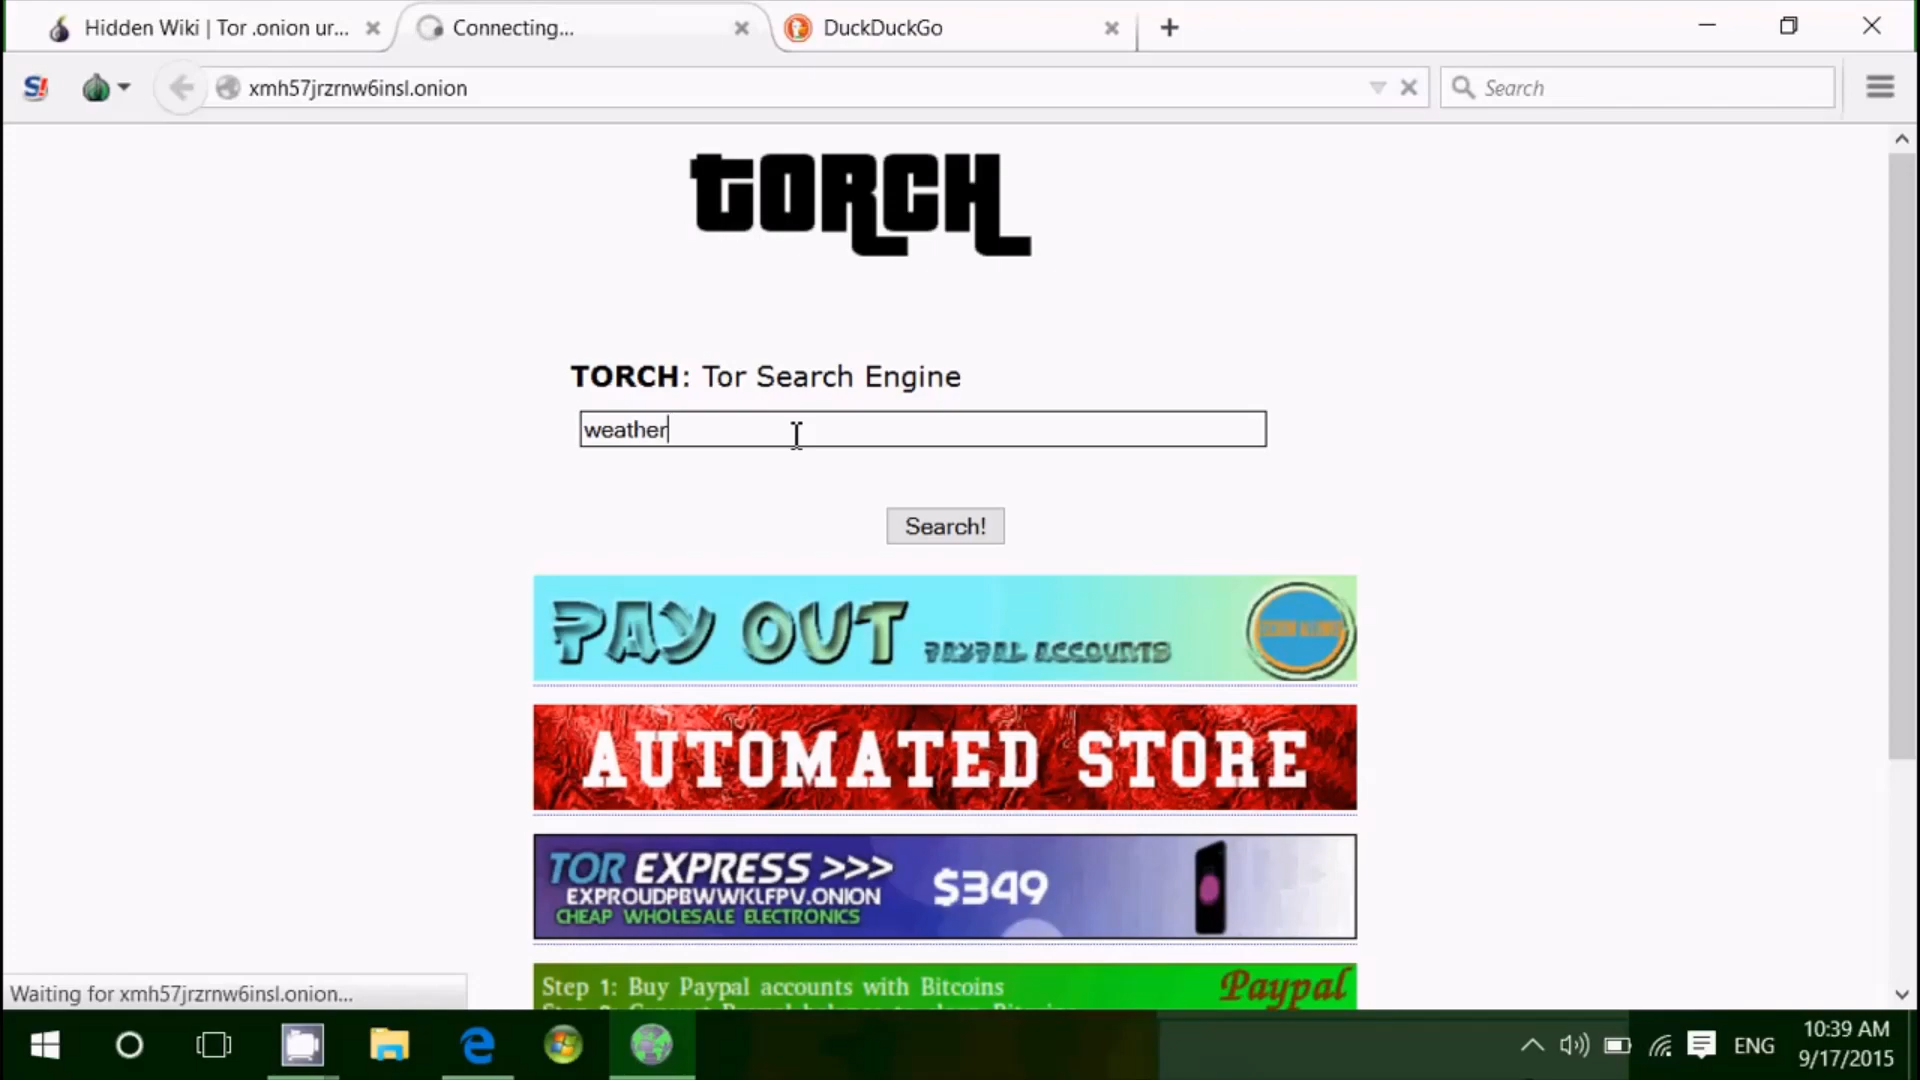 Hidden Wiki | Tor .onion ur...
Connecting...
DuckDuckGo
S!
xmh57jrzrnw6insl.onion
Search
TORCH
TORCH: Tor Search Engine
weather
Search!
PAY OUT PAYPAL ACCOUNTS
AUTOMATED STORE
TOR EXPRESS >>>
EXPROUDPBWWKLFPV.ONION
CHEAP WHOLESALE ELECTRONICS
$349
Step 1: Buy Paypal accounts with Bitcoins
Paypal
Waiting for xmh57jrzrnw6insl.onion...
ENG
10:39 AM
9/17/2015